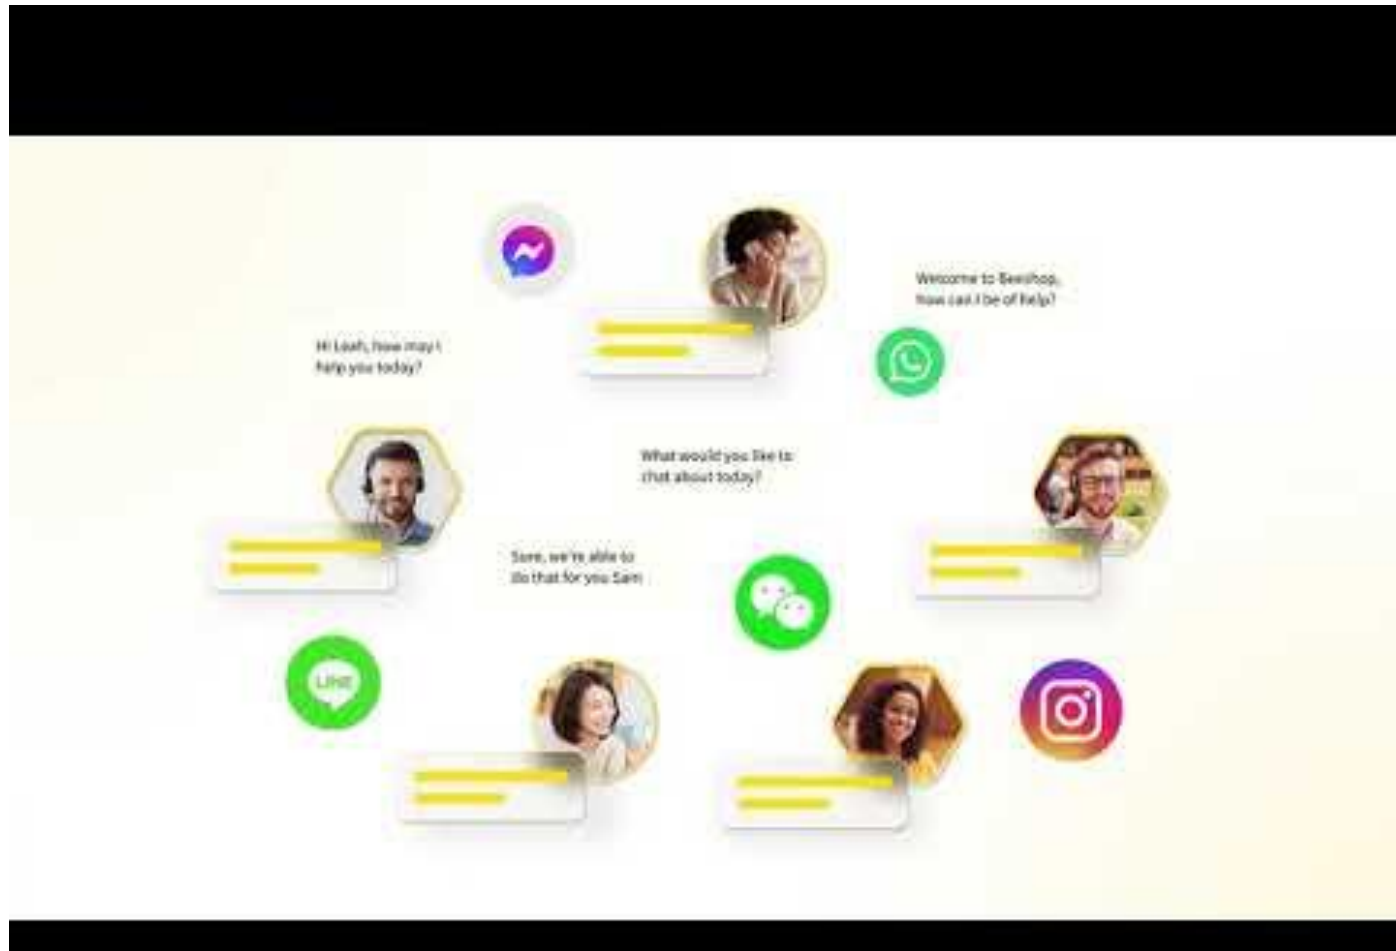 Welcome to Beeshop,
how can I be of help?
Hi Leah, how may I
help you today?
What would you like to
chat about today?
Sure, we're able to
do that for you Sam
LINE